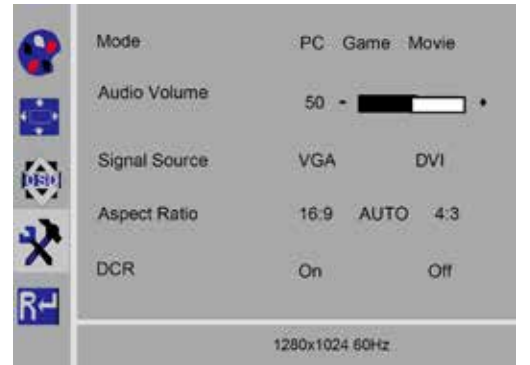 Mode PC Game Movie
Audio Volume 50 - +
Signal Source VGA DVI
OSD
Aspect Ratio 16:9 AUTO 4:3
DCR On Off
R
1280x1024 60Hz